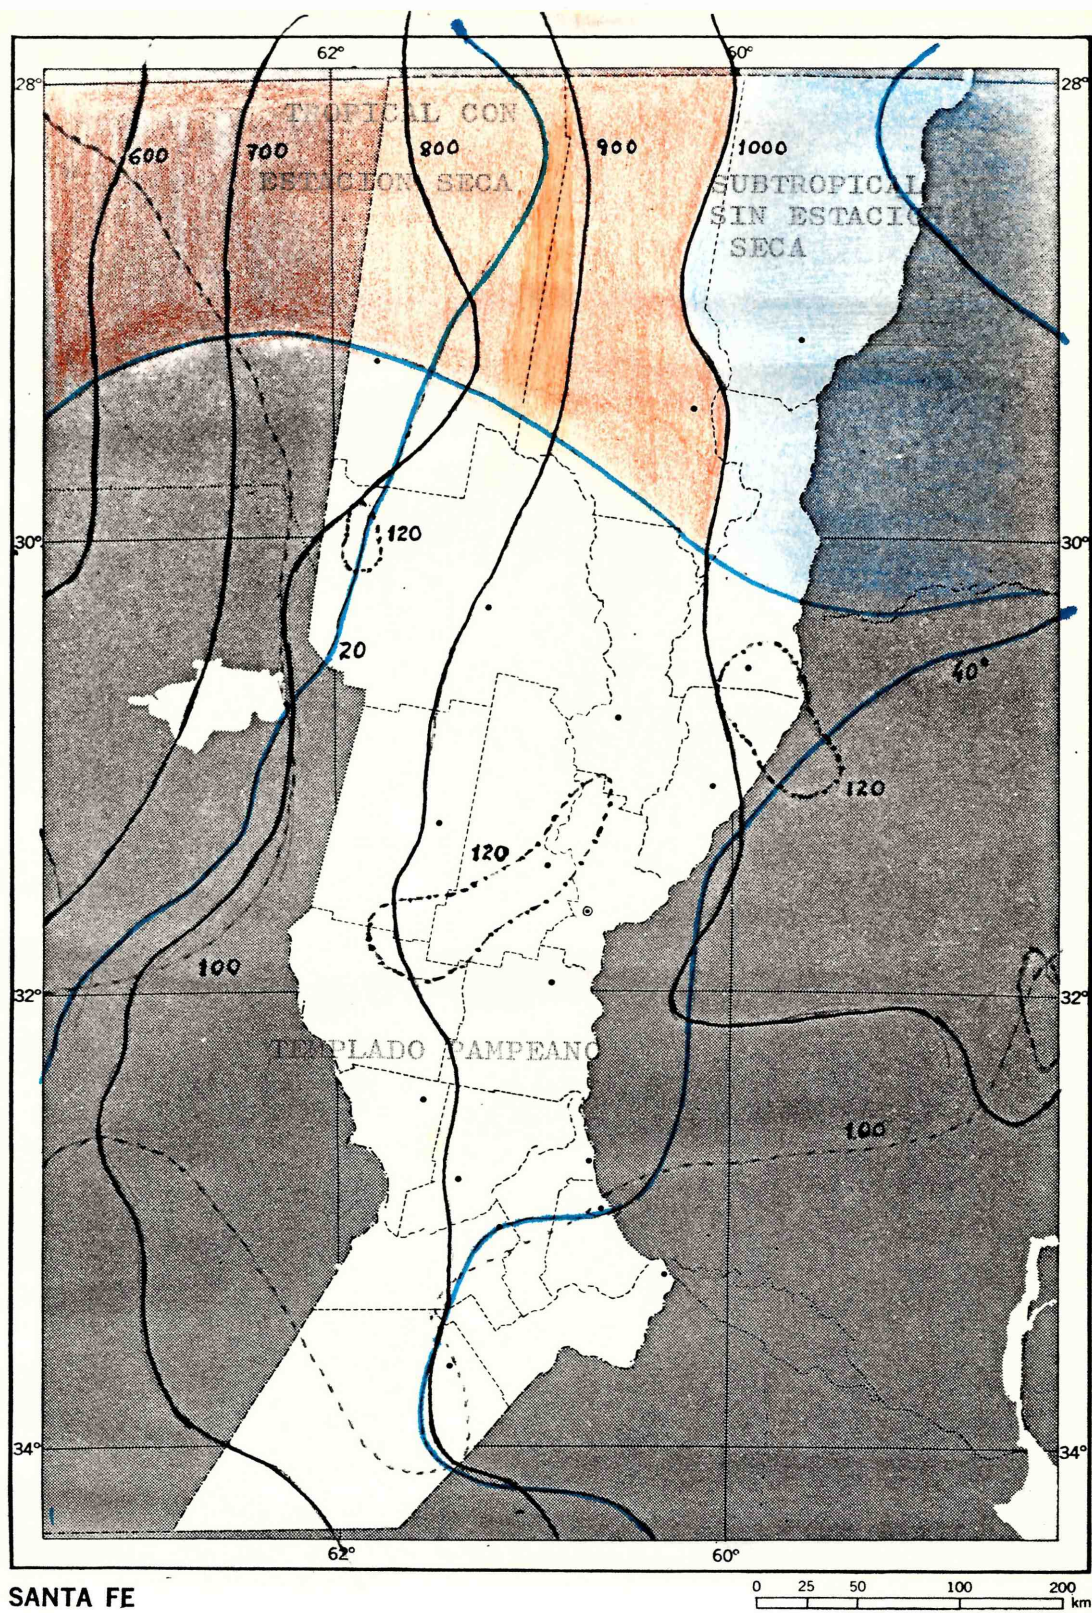 62°
60°
28°
28°
TROPICAL CON
600
700
800
900
1000
ESTACION SECA
SUBTROPICAL
SIN ESTACION
SECA
30°
30°
120
20
40°
120
120
100
32°
32°
TEMPLADO PAMPEANO
100
34°
34°
62°
60°
SANTA FE
0 25 50 100 200
km